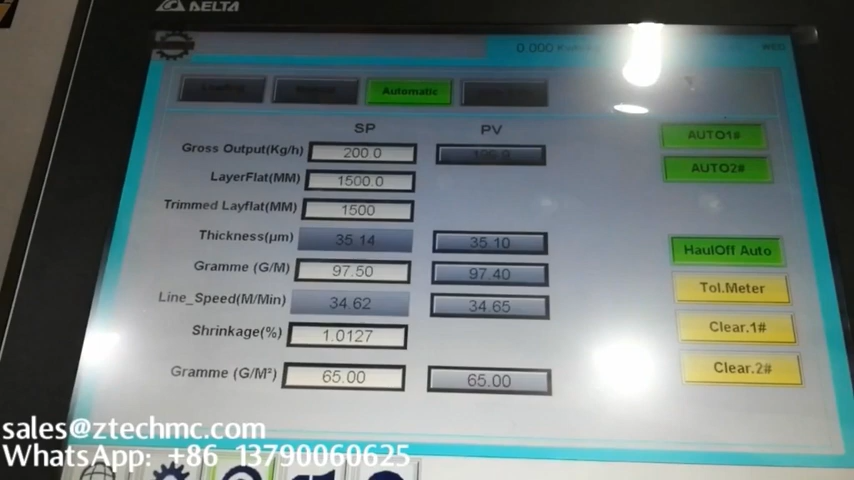 DELTA
0.000
WED
Automatic
SP PV
AUTO1#
Gross Output(Kg/h) 200.0
AUTO2#
LayerFlat(MM) 1500.0
Trimmed Layflat(MM) 1500
Thickness(µm) 35.14 35.10
HaulOff Auto
Gramme (G/M) 97.50 97.40
Tol.Meter
Line_Speed(M/Min) 34.62 34.65
Clear.1#
Shrinkage(%) 1.0127
Clear.2#
Gramme (G/M²) 65.00 65.00
sales@ztechmc.com
WhatsApp: +86 13790060625